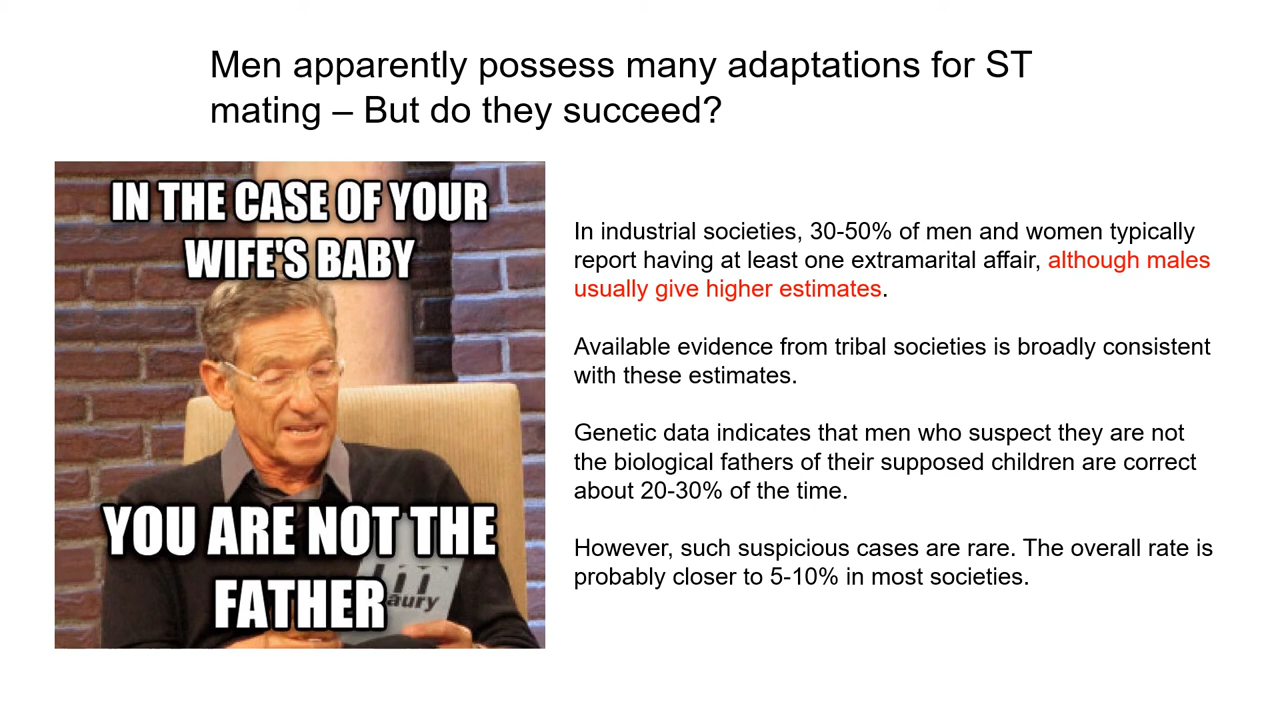 Men apparently possess many adaptations for ST
mating – But do they succeed?
IN THE CASE OF YOUR
WIFE'S BABY
YOU ARE NOT THE
FATHER
aury
In industrial societies, 30-50% of men and women typically
report having at least one extramarital affair, although males
usually give higher estimates.
Available evidence from tribal societies is broadly consistent
with these estimates.
Genetic data indicates that men who suspect they are not
the biological fathers of their supposed children are correct
about 20-30% of the time.
However, such suspicious cases are rare. The overall rate is
probably closer to 5-10% in most societies.